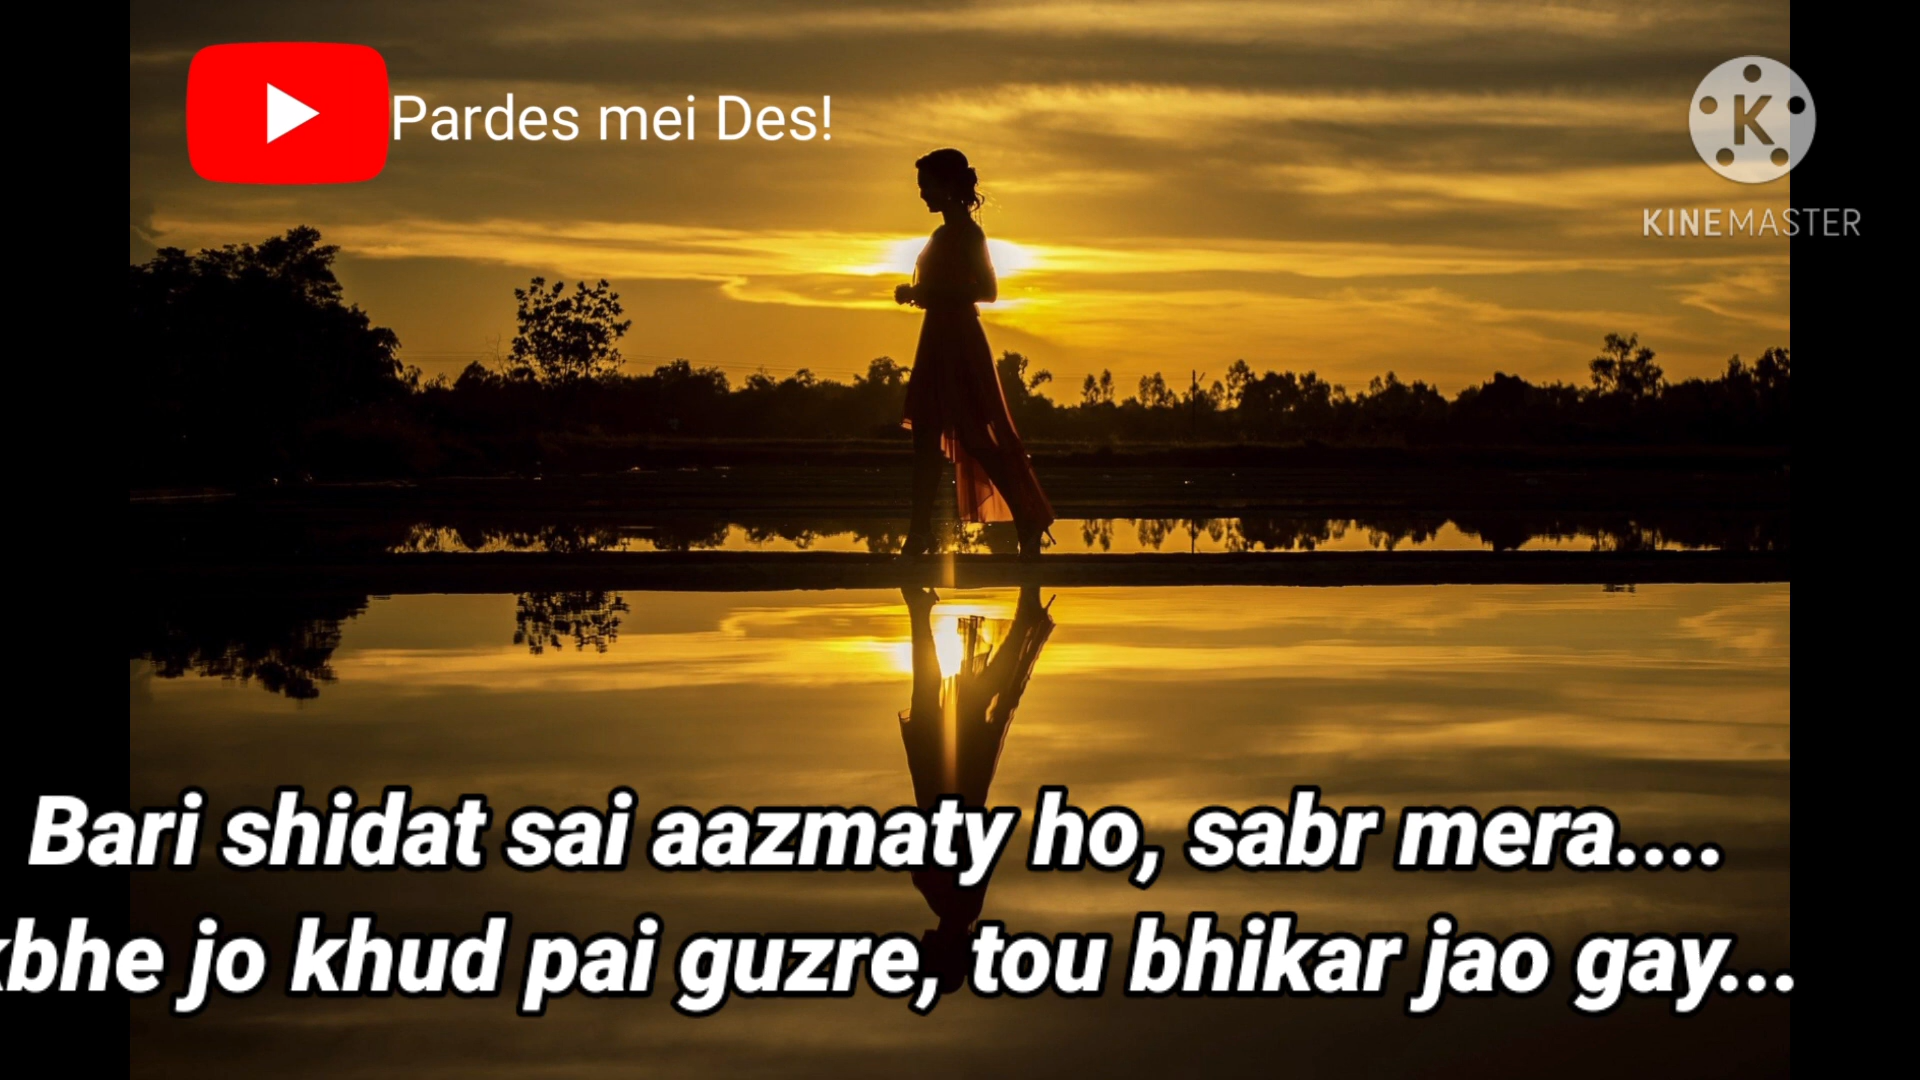 Pardes mei Des!
K
KINEMASTER
Bari shidat sai aazmaty ho, sabr mera....
kbhe jo khud pai guzre, tou bhikar jao gay...